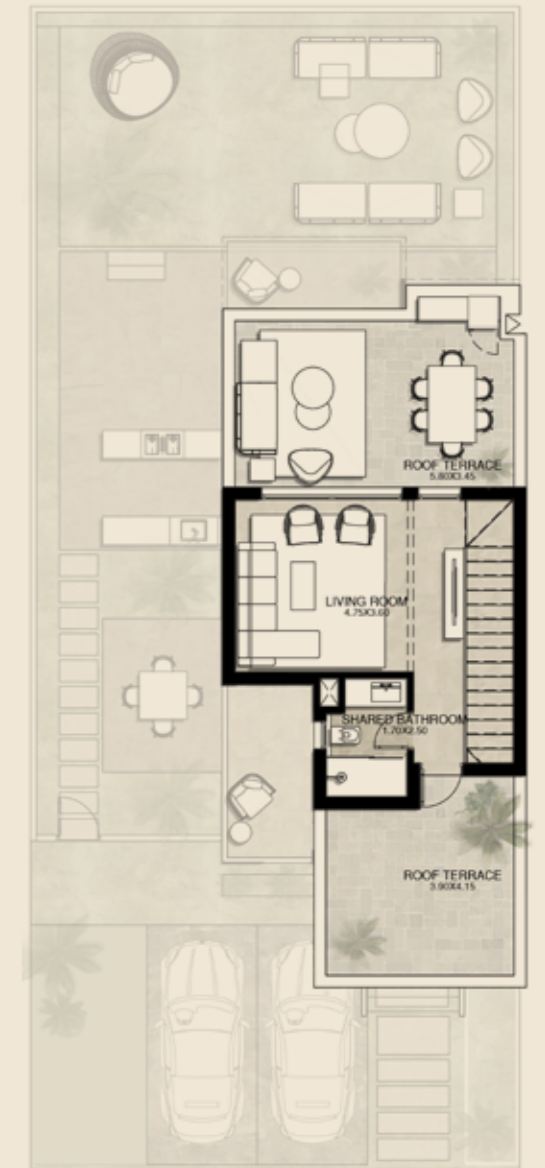 ROOF TERRACE
5.80X3.45
LIVING ROOM
4.75X3.60
SHARED BATHROOM
1.70X2.50
ROOF TERRACE
3.90X4.15